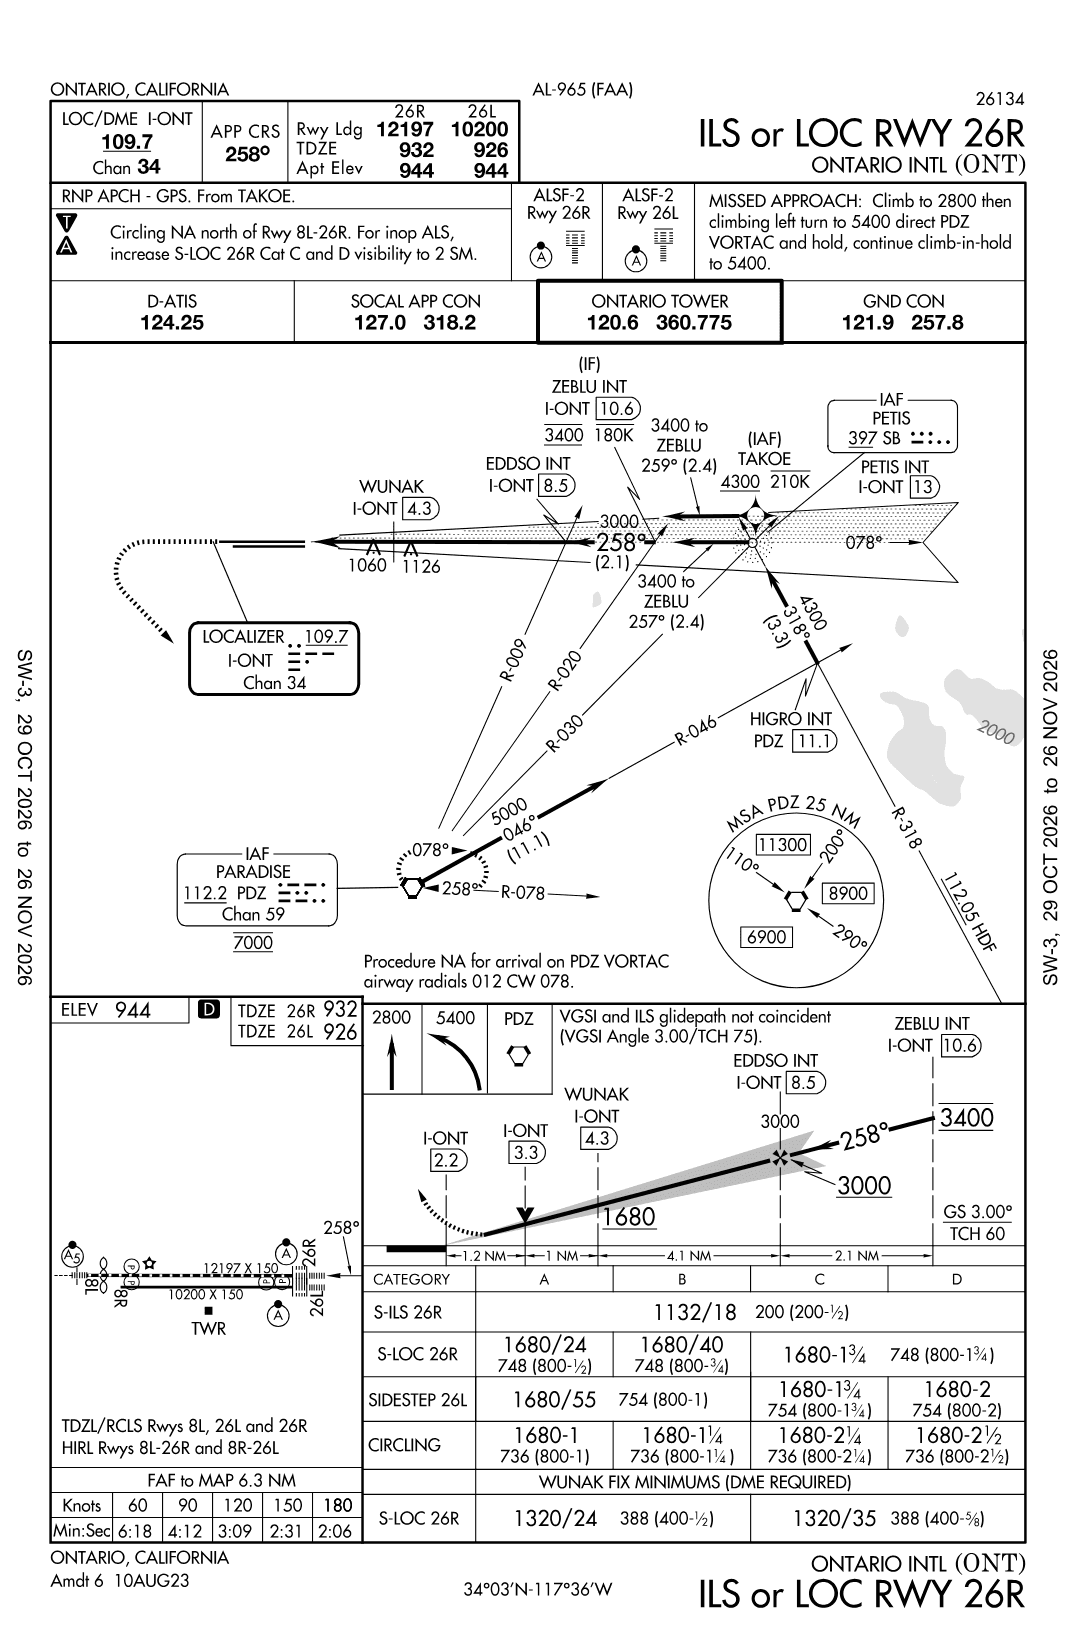 ONTARIO, CALIFORNIA
AL-965 (FAA)
26134
ILS or LOC RWY 26R
ONTARIO INTL (ONT)
LOC/DME I-ONT
109.7
Chan 34
APP CRS
258°
26R 26L
Rwy Ldg 12197 10200
TDZE 932 926
Apt Elev 944 944
RNP APCH - GPS. From TAKOE.
T
A
Circling NA north of Rwy 8L-26R. For inop ALS,
increase S-LOC 26R Cat C and D visibility to 2 SM.
ALSF-2
Rwy 26R
A
ALSF-2
Rwy 26L
A
MISSED APPROACH: Climb to 2800 then
climbing left turn to 5400 direct PDZ
VORTAC and hold, continue climb-in-hold
to 5400.
D-ATIS
124.25
SOCAL APP CON
127.0 318.2
ONTARIO TOWER
120.6 360.775
GND CON
121.9 257.8
(IF)
ZEBLU INT
I-ONT 10.6
3400 180K
3400 to
ZEBLU
259° (2.4)
(IAF)
TAKOE
4300 210K
IAF
PETIS
397 SB
PETIS INT
I-ONT 13
EDDSO INT
I-ONT 8.5
WUNAK
I-ONT 4.3
3000
258°
(2.1)
078°
1060
1126
3400 to
ZEBLU
257° (2.4)
4300
318°
(3.3)
LOCALIZER 109.7
I-ONT
Chan 34
R-009
R-020
R-030
R-046
HIGRO INT
PDZ 11.1
2000
R-318
112.05 HDF
5000
046°
(11.1)
078°
258°
R-078
IAF
PARADISE
112.2 PDZ
Chan 59
7000
MSA PDZ 25 NM
11300
200°
110°
8900
6900
290°
Procedure NA for arrival on PDZ VORTAC
airway radials 012 CW 078.
SW-3, 29 OCT 2026 to 26 NOV 2026
SW-3, 29 OCT 2026 to 26 NOV 2026
ELEV 944
D
TDZE 26R 932
TDZE 26L 926
258°
A5
A
A
P
P
P
P
P
8L
8R
26R
26L
12197 X 150
10200 X 150
TWR
TDZL/RCLS Rwys 8L, 26L and 26R
HIRL Rwys 8L-26R and 8R-26L
FAF to MAP 6.3 NM
Knots 60 90 120 150 180
Min:Sec 6:18 4:12 3:09 2:31 2:06
2800
5400
PDZ
VGSI and ILS glidepath not coincident
(VGSI Angle 3.00/TCH 75).
ZEBLU INT
I-ONT 10.6
EDDSO INT
I-ONT 8.5
WUNAK
I-ONT
4.3
I-ONT
3.3
I-ONT
2.2
3000
258°
3400
3000
1680
GS 3.00°
TCH 60
1.2 NM
1 NM
4.1 NM
2.1 NM
CATEGORY A B C D
S-ILS 26R 1132/18 200 (200-½)
S-LOC 26R
1680/24
748 (800-½)
1680/40
748 (800-¾)
1680-1¾ 748 (800-1¾)
SIDESTEP 26L
1680/55 754 (800-1)
1680-1¾
754 (800-1¾)
1680-2
754 (800-2)
CIRCLING
1680-1
736 (800-1)
1680-1¼
736 (800-1¼)
1680-2¼
736 (800-2¼)
1680-2½
736 (800-2½)
WUNAK FIX MINIMUMS (DME REQUIRED)
S-LOC 26R 1320/24 388 (400-½) 1320/35 388 (400-⅝)
ONTARIO, CALIFORNIA
Amdt 6 10AUG23
34°03'N-117°36'W
ONTARIO INTL (ONT)
ILS or LOC RWY 26R